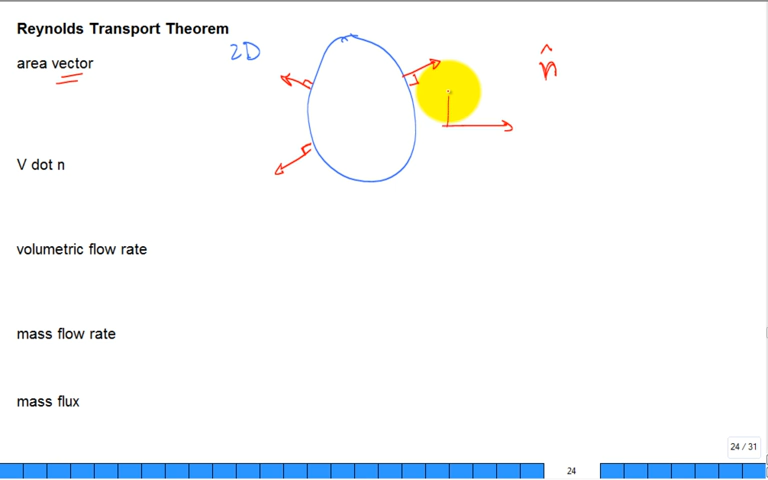 Reynolds Transport Theorem
area vector
2D
n̂
V dot n
volumetric flow rate
mass flow rate
mass flux
24 / 31
24